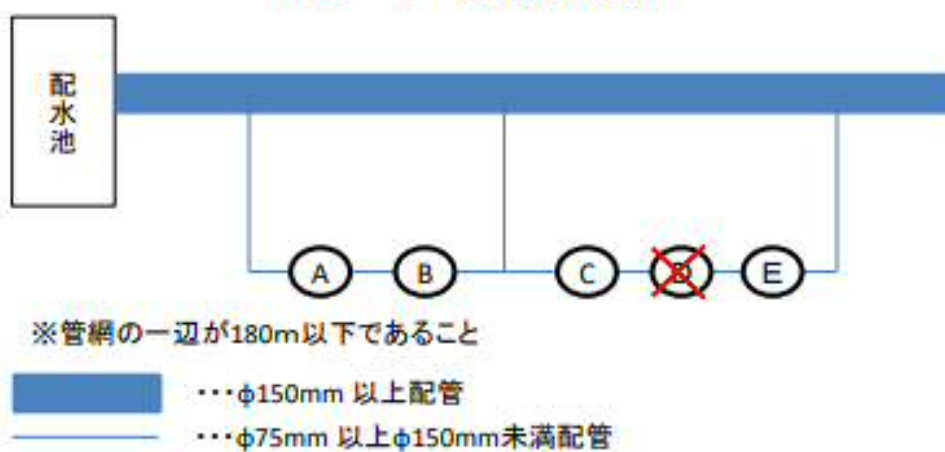 配水池
A
B
C
D
E
※管網の一辺が180m以下であること
・・・φ150mm 以上配管
・・・φ75mm 以上φ150mm未満配管